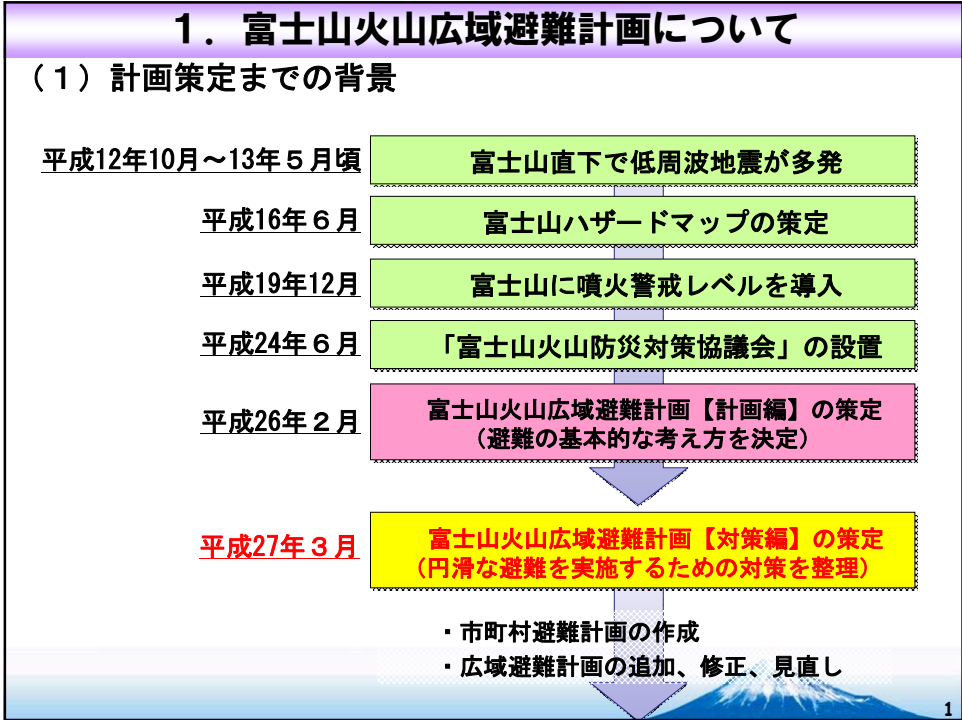 １．富士山火山広域避難計画について
（１）計画策定までの背景
平成12年10月～13年５月頃
富士山直下で低周波地震が多発
平成16年６月
富士山ハザードマップの策定
平成19年12月
富士山に噴火警戒レベルを導入
平成24年６月
「富士山火山防災対策協議会」の設置
平成26年２月
富士山火山広域避難計画【計画編】の策定
（避難の基本的な考え方を決定）
平成27年３月
富士山火山広域避難計画【対策編】の策定
（円滑な避難を実施するための対策を整理）
・市町村避難計画の作成
・広域避難計画の追加、修正、見直し
1